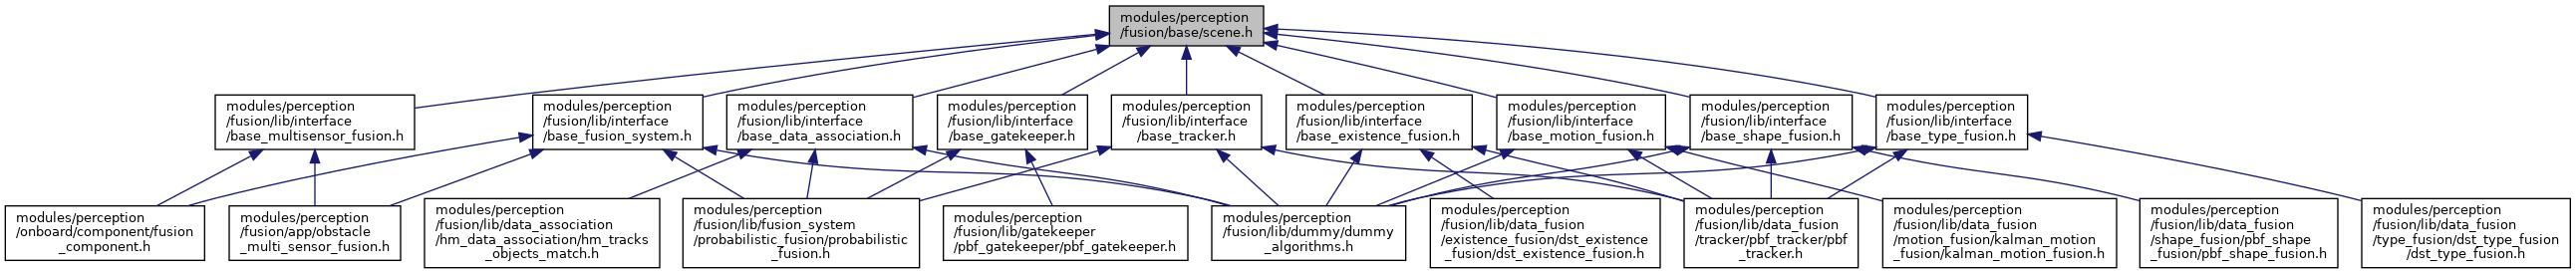 modules/perception
/fusion/base/scene.h
modules/perception
/fusion/lib/interface
/base_multisensor_fusion.h
modules/perception
/fusion/lib/interface
/base_fusion_system.h
modules/perception
/fusion/lib/interface
/base_data_association.h
modules/perception
/fusion/lib/interface
/base_gatekeeper.h
modules/perception
/fusion/lib/interface
/base_tracker.h
modules/perception
/fusion/lib/interface
/base_existence_fusion.h
modules/perception
/fusion/lib/interface
/base_motion_fusion.h
modules/perception
/fusion/lib/interface
/base_shape_fusion.h
modules/perception
/fusion/lib/interface
/base_type_fusion.h
modules/perception
/onboard/component/fusion
_component.h
modules/perception
/fusion/app/obstacle
_multi_sensor_fusion.h
modules/perception
/fusion/lib/data_association
/hm_data_association/hm_tracks
_objects_match.h
modules/perception
/fusion/lib/fusion_system
/probabilistic_fusion/probabilistic
_fusion.h
modules/perception
/fusion/lib/gatekeeper
/pbf_gatekeeper/pbf_gatekeeper.h
modules/perception
/fusion/lib/dummy/dummy
_algorithms.h
modules/perception
/fusion/lib/data_fusion
/existence_fusion/dst_existence
_fusion/dst_existence_fusion.h
modules/perception
/fusion/lib/data_fusion
/tracker/pbf_tracker/pbf
_tracker.h
modules/perception
/fusion/lib/data_fusion
/motion_fusion/kalman_motion
_fusion/kalman_motion_fusion.h
modules/perception
/fusion/lib/data_fusion
/shape_fusion/pbf_shape
_fusion/pbf_shape_fusion.h
modules/perception
/fusion/lib/data_fusion
/type_fusion/dst_type_fusion
/dst_type_fusion.h